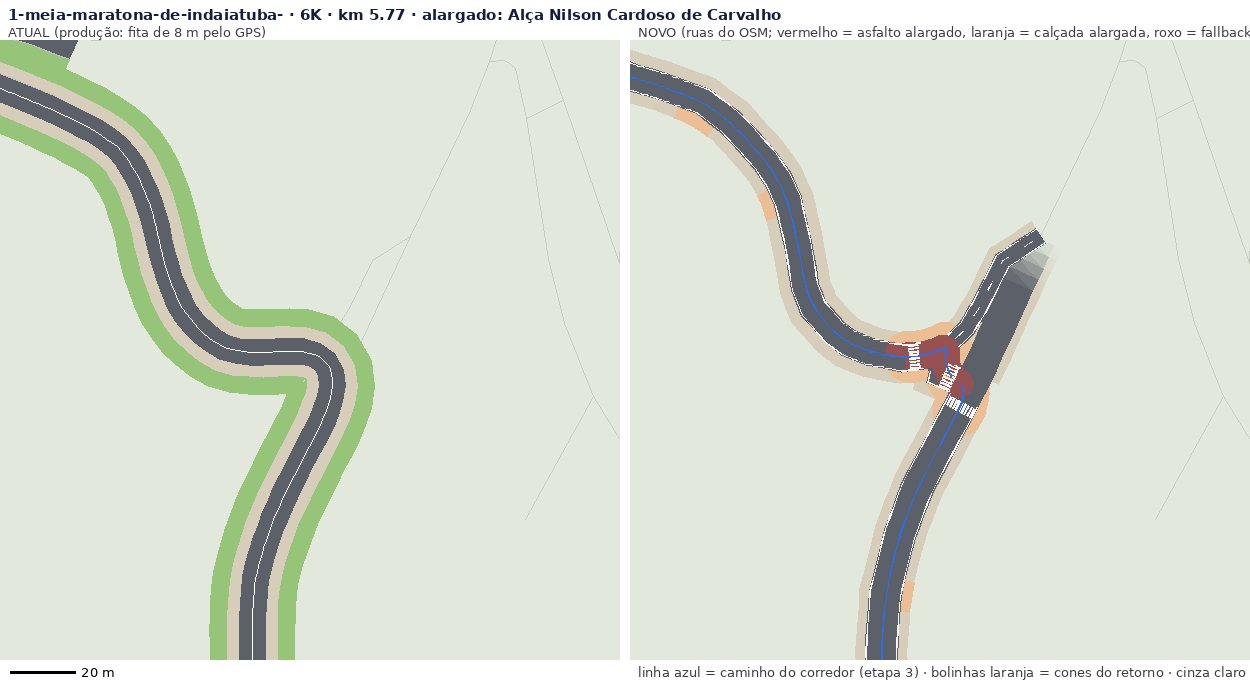 1-meia-maratona-de-indaiatuba- · 6K · km 5.77 · alargado: Alça Nilson Cardoso de Carvalho
ATUAL (produção: fita de 8 m pelo GPS)
NOVO (ruas do OSM; vermelho = asfalto alargado, laranja = calçada alargada, roxo = fallback
20 m
linha azul = caminho do corredor (etapa 3) · bolinhas laranja = cones do retorno · cinza claro